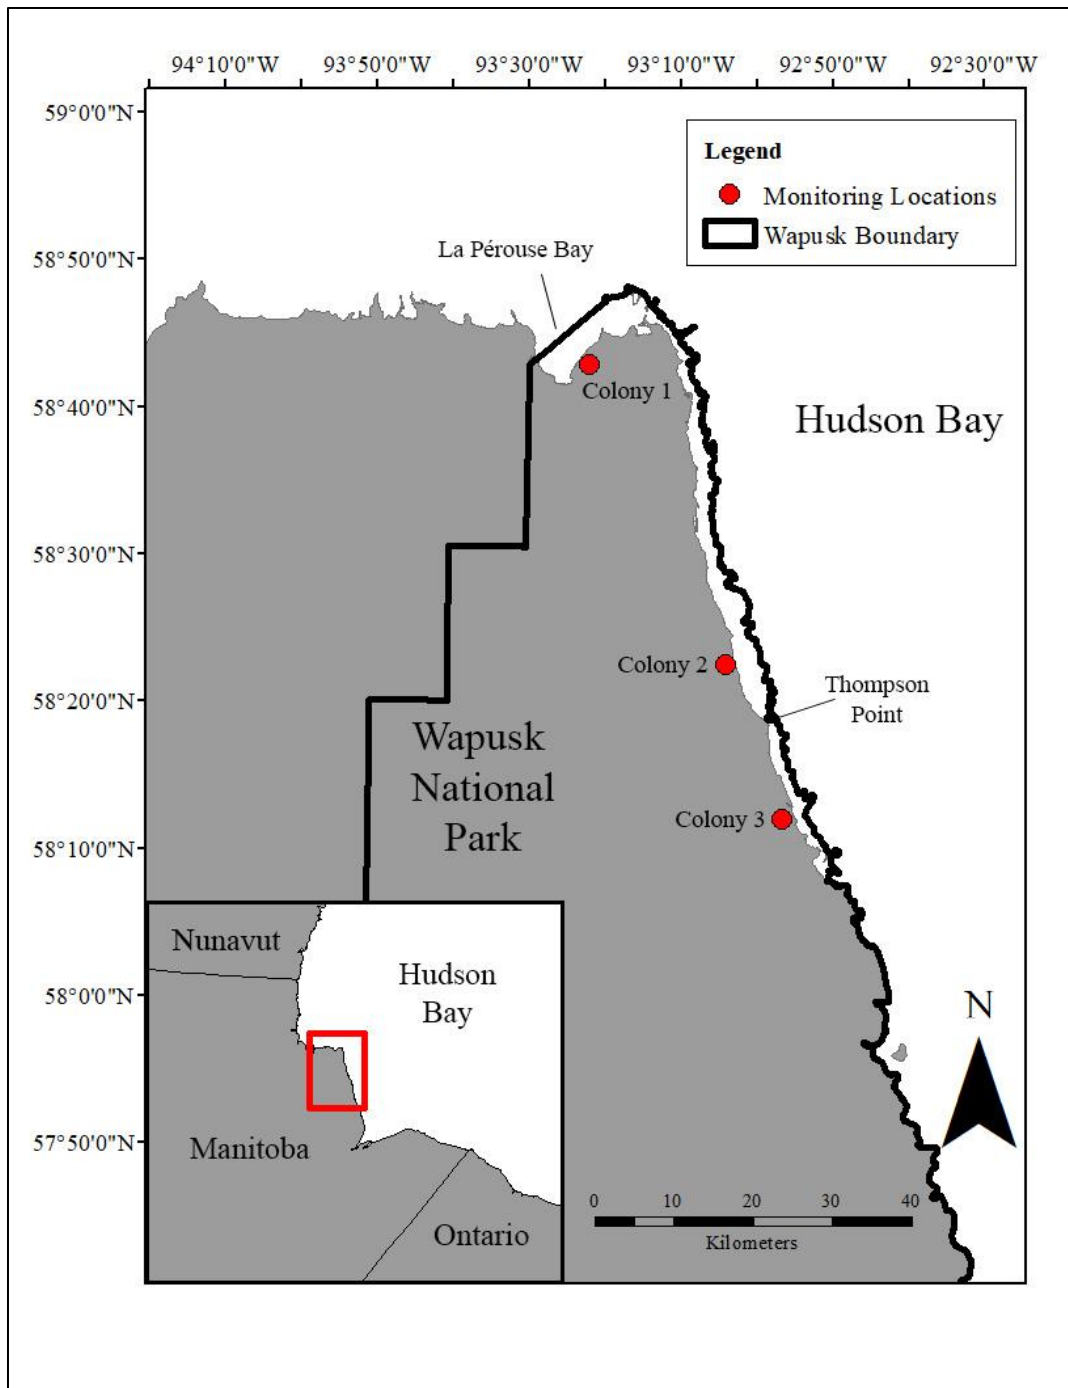 94°10'0"W 93°50'0"W 93°30'0"W 93°10'0"W 92°50'0"W 92°30'0"W
59°0'0"N
Legend
Monitoring Locations
Wapusk Boundary
La Pérouse Bay
58°50'0"N
Colony 1
58°40'0"N
Hudson Bay
58°30'0"N
Colony 2
Thompson
Point
58°20'0"N
Wapusk
National
Park
Colony 3
58°10'0"N
Nunavut
Hudson
Bay
58°0'0"N
N
Manitoba
57°50'0"N
Ontario
0 10 20 30 40
Kilometers